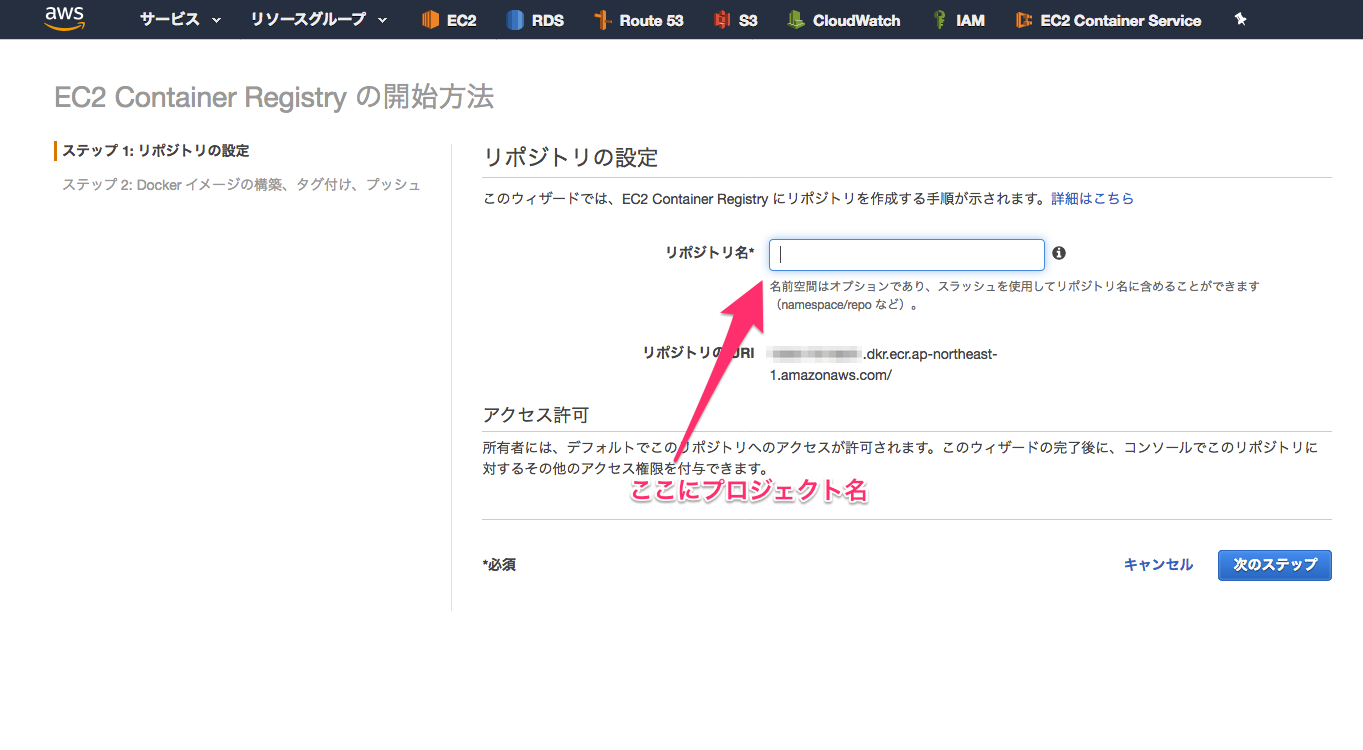 aws サービス リソースグループ EC2 RDS Route 53 S3 CloudWatch IAM EC2 Container Service
EC2 Container Registry の開始方法
ステップ 1: リポジトリの設定
ステップ 2: Docker イメージの構築、タグ付け、プッシュ
リポジトリの設定
このウィザードでは、EC2 Container Registry にリポジトリを作成する手順が示されます。詳細はこちら
リポジトリ名*
名前空間はオプションであり、スラッシュを使用してリポジトリ名に含めることができます
（namespace/repo など）。
リポジトリの URI .dkr.ecr.ap-northeast-
1.amazonaws.com/
アクセス許可
所有者には、デフォルトでこのリポジトリへのアクセスが許可されます。このウィザードの完了後に、コンソールでこのリポジトリに
対するその他のアクセス権限を付与できます。
ここにプロジェクト名
*必須
キャンセル 次のステップ